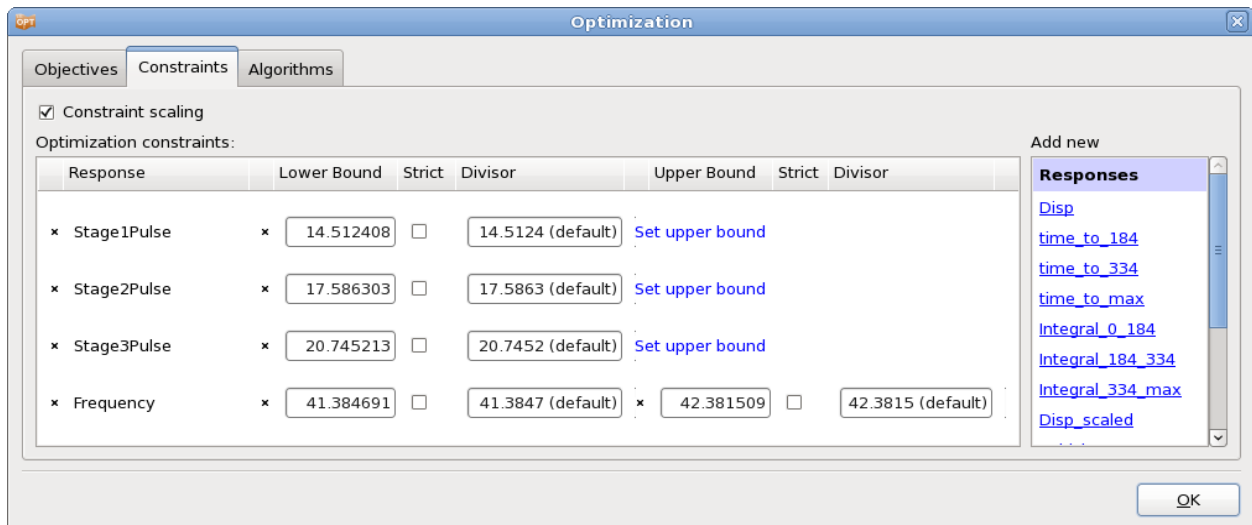 OPT Optimization
Objectives Constraints Algorithms
Constraint scaling
Optimization constraints: Add new
Response Lower Bound Strict Divisor Upper Bound Strict Divisor
Responses
Stage1Pulse 14.512408 14.5124 (default) Set upper bound
Stage2Pulse 17.586303 17.5863 (default) Set upper bound
Stage3Pulse 20.745213 20.7452 (default) Set upper bound
Frequency 41.384691 41.3847 (default) 42.381509 42.3815 (default)
Disp
time_to_184
time_to_334
time_to_max
Integral_0_184
Integral_184_334
Integral_334_max
Disp_scaled
OK